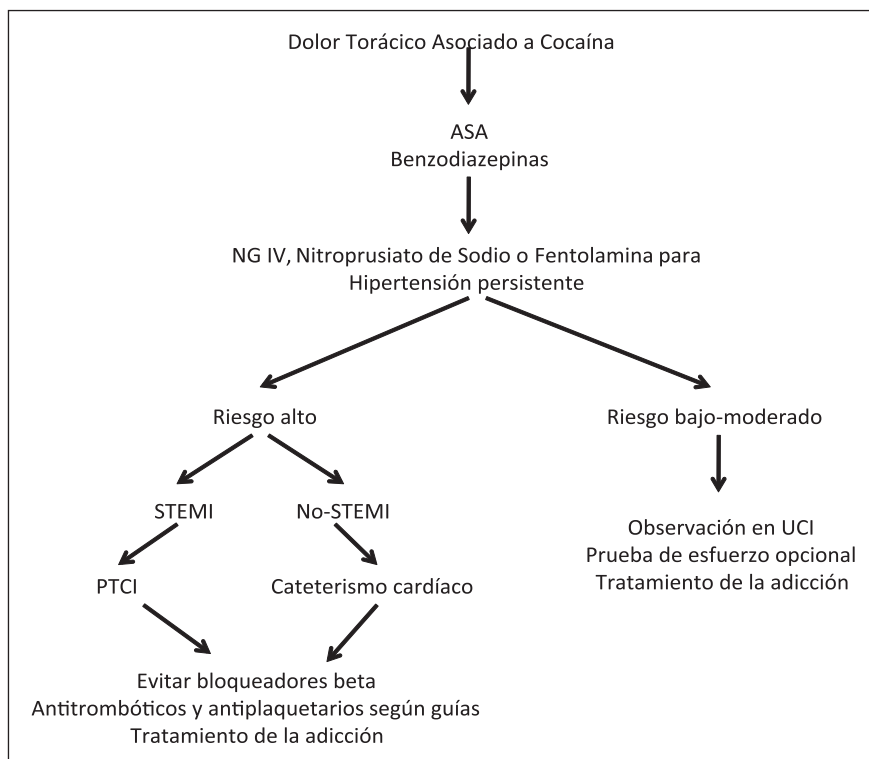 Dolor Torácico Asociado a Cocaína
ASA
Benzodiazepinas
NG IV, Nitroprusiato de Sodio o Fentolamina para
Hipertensión persistente
Riesgo alto
Riesgo bajo-moderado
STEMI
No-STEMI
Observación en UCI
Prueba de esfuerzo opcional
Tratamiento de la adicción
PTCI
Cateterismo cardíaco
Evitar bloqueadores beta
Antitrombóticos y antiplaquetarios según guías
Tratamiento de la adicción